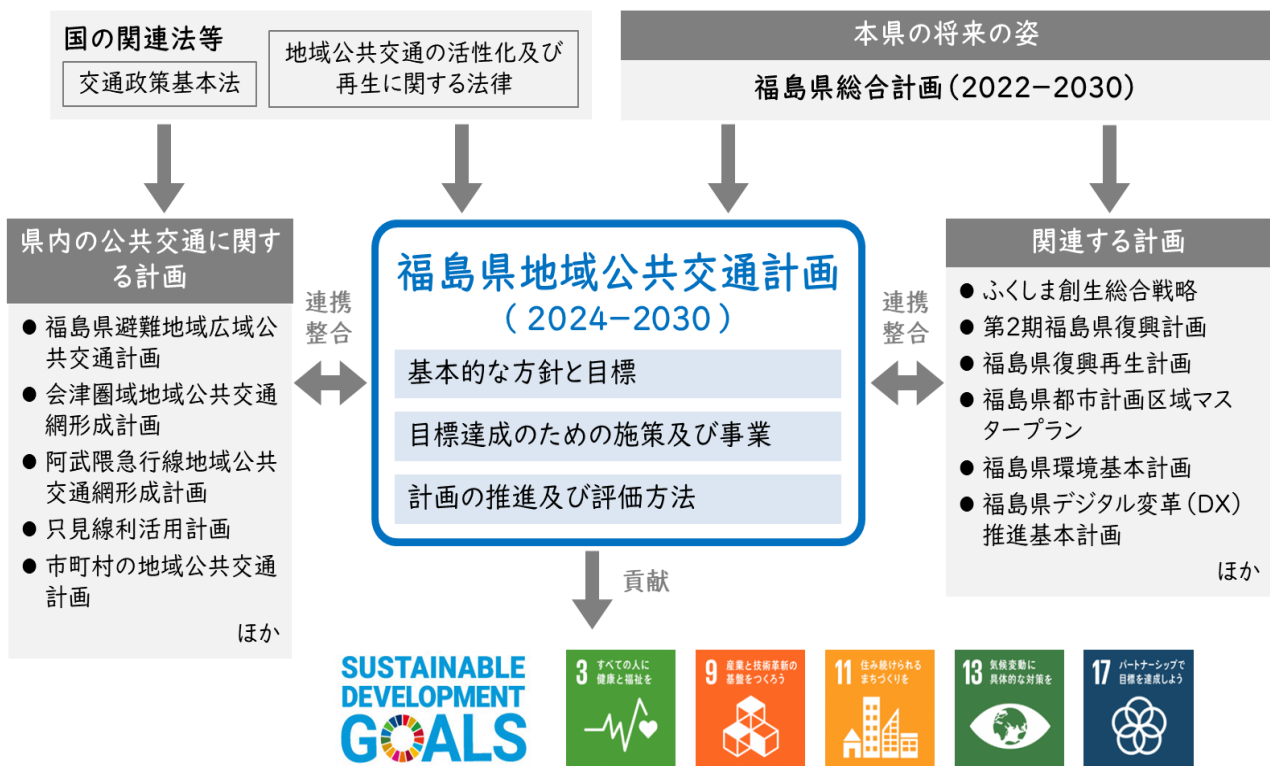 国の関連法等
交通政策基本法
地域公共交通の活性化及び
再生に関する法律
本県の将来の姿
福島県総合計画(2022−2030)
県内の公共交通に関す
る計画
● 福島県避難地域広域公
共交通計画
● 会津圏域地域公共交通
網形成計画
● 阿武隈急行線地域公共
交通網形成計画
● 只見線利活用計画
● 市町村の地域公共交通
計画
ほか
連携
整合
福島県地域公共交通計画
(2024−2030)
基本的な方針と目標
目標達成のための施策及び事業
計画の推進及び評価方法
連携
整合
関連する計画
● ふくしま創生総合戦略
● 第2期福島県復興計画
● 福島県復興再生計画
● 福島県都市計画区域マス
タープラン
● 福島県環境基本計画
● 福島県デジタル変革(DX)
推進基本計画
ほか
貢献
SUSTAINABLE
DEVELOPMENT
GOALS
3 すべての人に
健康と福祉を
9 産業と技術革新の
基盤をつくろう
11 住み続けられる
まちづくりを
13 気候変動に
具体的な対策を
17 パートナーシップで
目標を達成しよう